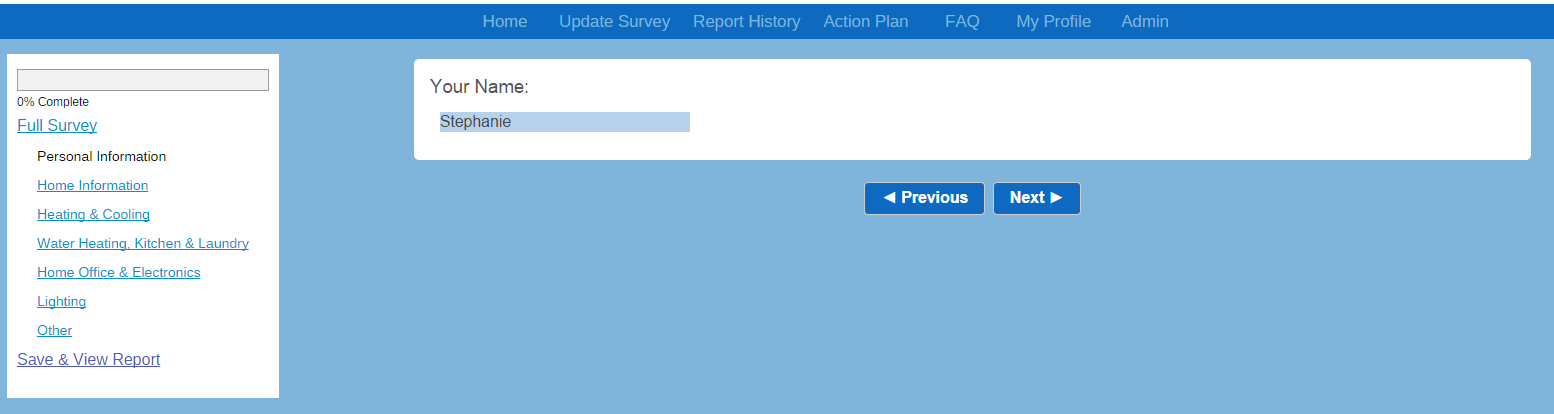 Home Update Survey Report History Action Plan FAQ My Profile Admin
0% Complete
Full Survey
Personal Information
Home Information
Heating & Cooling
Water Heating, Kitchen & Laundry
Home Office & Electronics
Lighting
Other
Save & View Report
Your Name:
Stephanie
◄ Previous Next ►